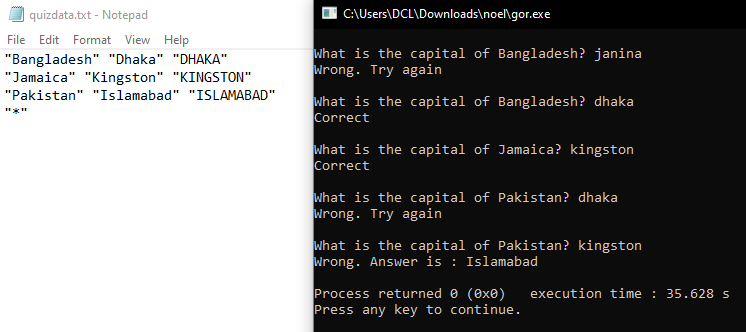 quizdata.txt - Notepad
File Edit Format View Help
"Bangladesh" "Dhaka" "DHAKA"
"Jamaica" "Kingston" "KINGSTON"
"Pakistan" "Islamabad" "ISLAMABAD"
"*"
C:\Users\DCL\Downloads\noel\gor.exe
What is the capital of Bangladesh? janina
Wrong. Try again
What is the capital of Bangladesh? dhaka
Correct
What is the capital of Jamaica? kingston
Correct
What is the capital of Pakistan? dhaka
Wrong. Try again
What is the capital of Pakistan? kingston
Wrong. Answer is : Islamabad
Process returned 0 (0x0)   execution time : 35.628 s
Press any key to continue.